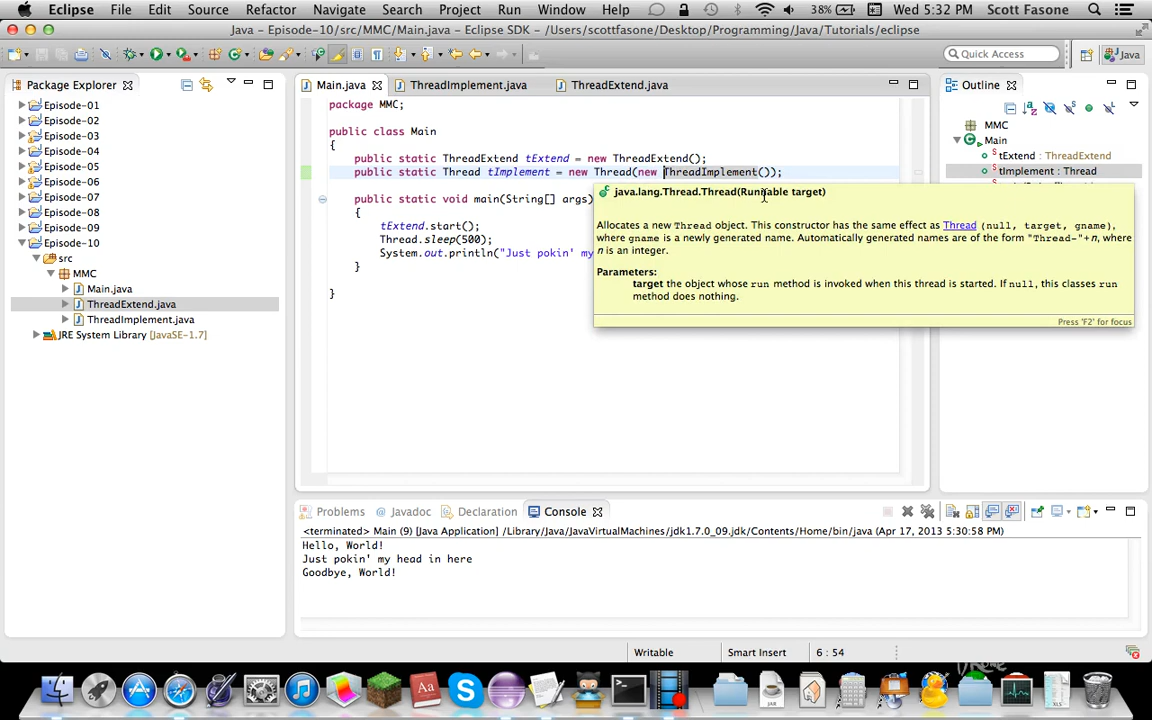 Eclipse File Edit Source Refactor Navigate Search Project Run Window Help 38% Wed 5:32 PM Scott Fasone
Java - Episode-10/src/MMC/Main.java - Eclipse SDK - /Users/scottfasone/Desktop/Programming/Java/Tutorials/eclipse
Quick Access Java
Package Explorer
Episode-01
Episode-02
Episode-03
Episode-04
Episode-05
Episode-06
Episode-07
Episode-08
Episode-09
Episode-10
src
MMC
Main.java
ThreadExtend.java
ThreadImplement.java
JRE System Library [JavaSE-1.7]
Main.java ThreadImplement.java ThreadExtend.java
package MMC;
public class Main
{
public static ThreadExtend tExtend = new ThreadExtend();
public static Thread tImplement = new Thread(new ThreadImplement());
public static void main(String[] args)
{
tExtend.start();
Thread.sleep(500);
System.out.println("Just pokin' my
}
}
java.lang.Thread.Thread(Runnable target)
Allocates a new Thread object. This constructor has the same effect as Thread (null, target, gname),
where gname is a newly generated name. Automatically generated names are of the form "Thread-"+n, where
n is an integer.
Parameters:
target the object whose run method is invoked when this thread is started. If null, this classes run
method does nothing.
Press 'F2' for focus
Outline
MMC
Main
tExtend : ThreadExtend
tImplement : Thread
Problems Javadoc Declaration Console
<terminated> Main (9) [Java Application] /Library/Java/JavaVirtualMachines/jdk1.7.0_09.jdk/Contents/Home/bin/java (Apr 17, 2013 5:30:58 PM)
Hello, World!
Just pokin' my head in here
Goodbye, World!
Writable Smart Insert 6 : 54